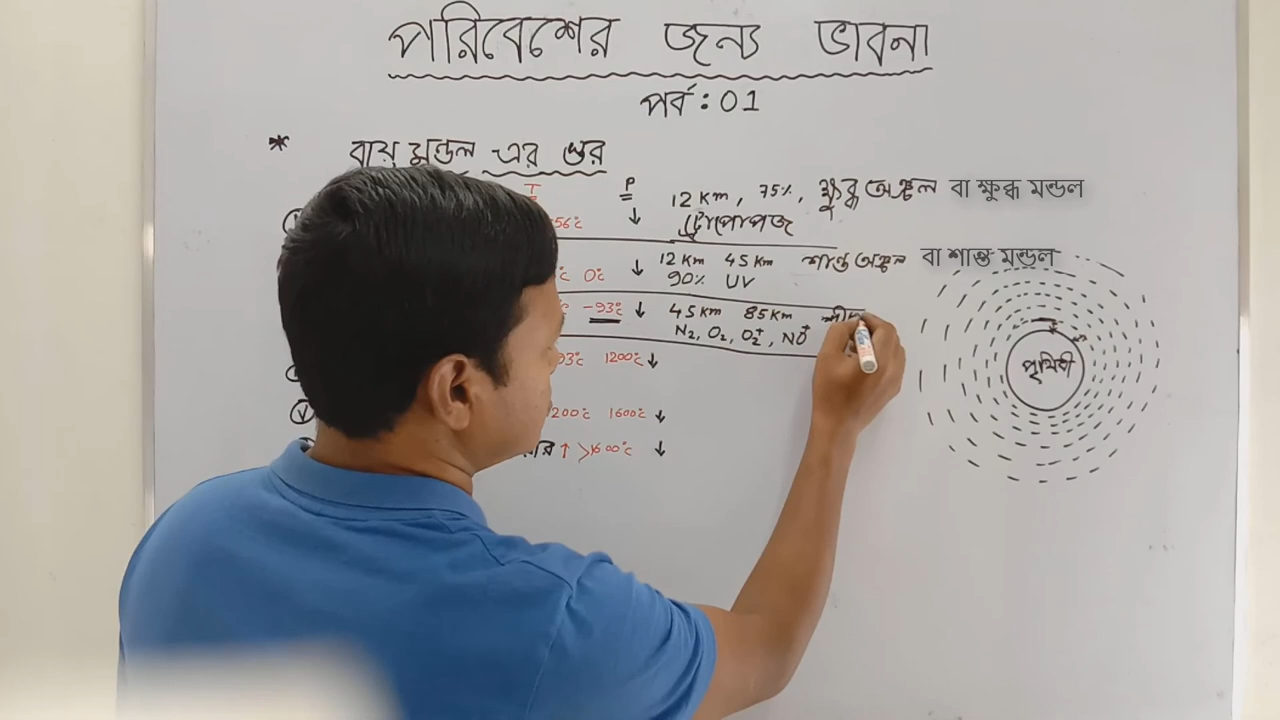 পরিবেশের জন্য ভাবনা
পর্ব : 01
* বায়ু মন্ডল এর স্তর
T P 12 Km, 75%, ক্ষুব্ধ অঞ্চল বা ক্ষুব্ধ মন্ডল
56°c ↓ ট্রোপোপজ
0°c ↓ 12 Km 45 Km শান্ত অঞ্চল বা শান্ত মন্ডল
90% UV
-93°c ↓ 45 Km 85 Km
N₂, O₂, O₂⁺, NO⁺
93°c 1200°c ↓
পৃথিবী
V 200°c 1600°c ↓
↑ >1600°c ↓